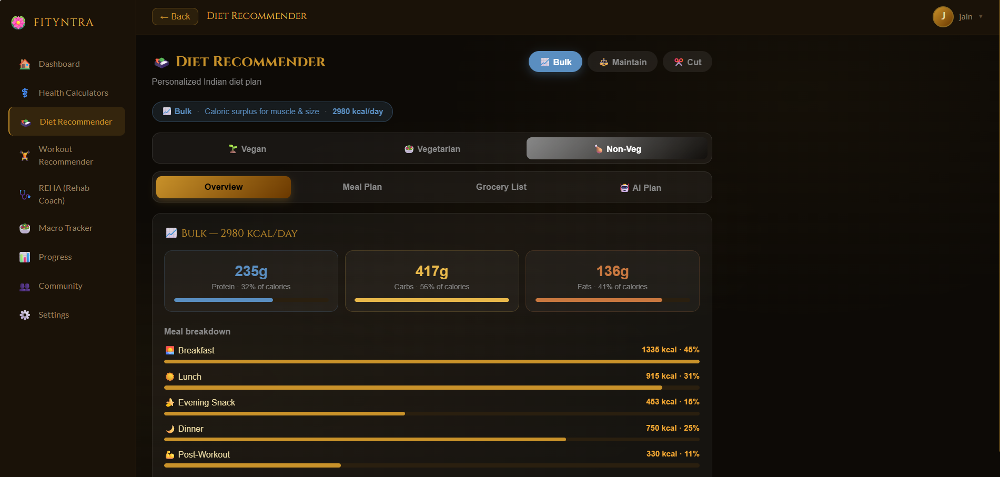 FITYNTRA
← Back
Diet Recommender
J
jain
Dashboard
Health Calculators
Diet Recommender
Workout
Recommender
REHA (Rehab
Coach)
Macro Tracker
Progress
Community
Settings
Diet Recommender
Bulk
Maintain
Cut
Personalized Indian diet plan
Bulk · Caloric surplus for muscle & size · 2980 kcal/day
Vegan
Vegetarian
Non-Veg
Overview
Meal Plan
Grocery List
AI Plan
Bulk — 2980 kcal/day
235g
Protein · 32% of calories
417g
Carbs · 56% of calories
136g
Fats · 41% of calories
Meal breakdown
Breakfast
1335 kcal · 45%
Lunch
915 kcal · 31%
Evening Snack
453 kcal · 15%
Dinner
750 kcal · 25%
Post-Workout
330 kcal · 11%